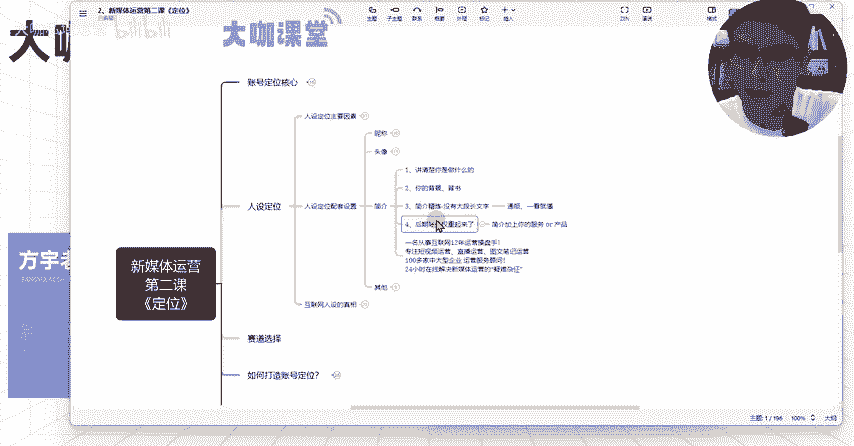 2、新媒体运营第二课《定位》
已保存
主题 子主题 联系 概要 外框 标记 插入
ZEN 演说
格式
大咖课堂
bilibili
账号定位核心
人设定位主要因素
昵称
头像
1、讲清楚你是做什么的
2、你的背景、背书
人设定位
人设定位配套设置
简介
3、简介精炼-没有大段长文字
通顺、一看就懂
简介加上你的服务 or 产品
一名从事互联网12年运营操盘手！
专注短视频运营、直播运营、图文笔记运营
100多家中大型企业 运营服务顾问！
24小时在线解决新媒体运营的“疑难杂症”
其他
互联网人设的真相
新媒体运营
第二课
《定位》
赛道选择
如何打造账号定位？
方宇
主题：1 / 196
100%
大纲